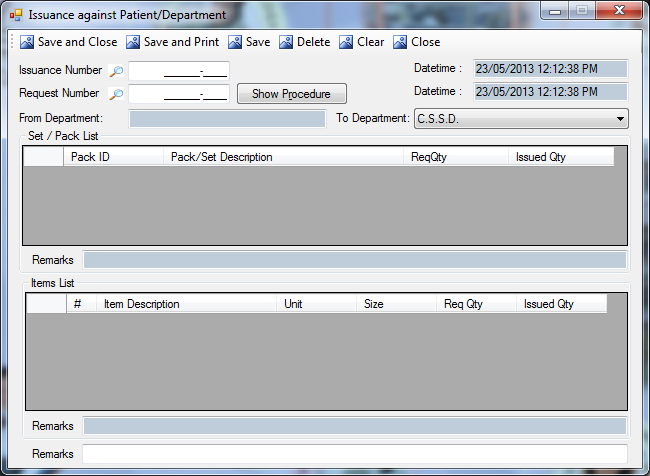 Issuance against Patient/Department
Save and Close Save and Print Save Delete Clear Close
Issuance Number ______-____ Datetime : 23/05/2013 12:12:38 PM
Request Number ______-____ Show Procedure Datetime : 23/05/2013 12:12:38 PM
From Department: To Department: C.S.S.D.
Set / Pack List
Pack ID Pack/Set Description ReqQty Issued Qty
Remarks
Items List
# Item Description Unit Size Req Qty Issued Qty
Remarks
Remarks